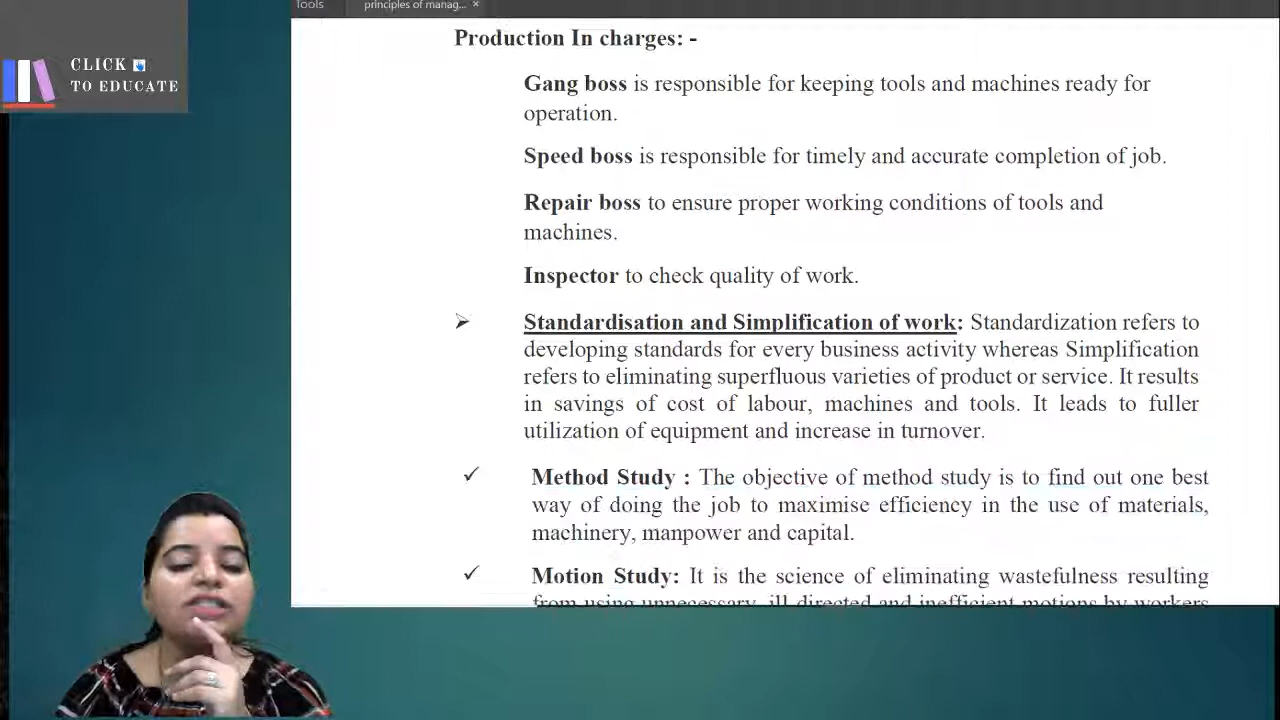 Tools
principles of manag... ×
CLICK
TO EDUCATE
Production In charges: -
Gang boss is responsible for keeping tools and machines ready for
operation.
Speed boss is responsible for timely and accurate completion of job.
Repair boss to ensure proper working conditions of tools and
machines.
Inspector to check quality of work.
➢ Standardisation and Simplification of work: Standardization refers to
developing standards for every business activity whereas Simplification
refers to eliminating superfluous varieties of product or service. It results
in savings of cost of labour, machines and tools. It leads to fuller
utilization of equipment and increase in turnover.
✓ Method Study : The objective of method study is to find out one best
way of doing the job to maximise efficiency in the use of materials,
machinery, manpower and capital.
✓ Motion Study: It is the science of eliminating wastefulness resulting
from using unnecessary, ill directed and inefficient motions by workers